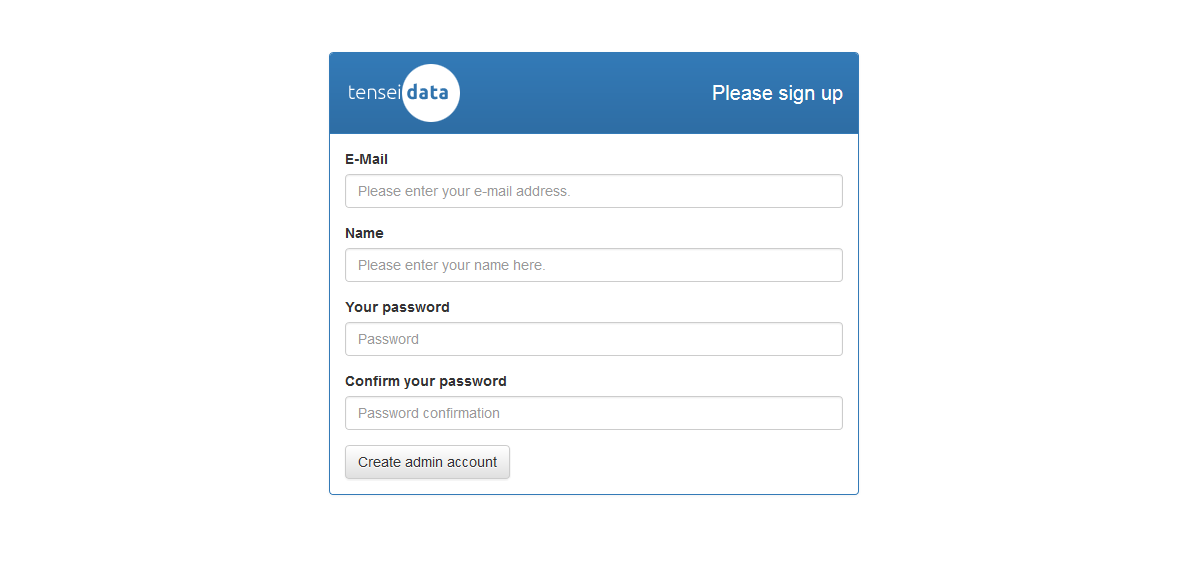 tenseidata
Please sign up
E-Mail
Please enter your e-mail address.
Name
Please enter your name here.
Your password
Password
Confirm your password
Password confirmation
Create admin account